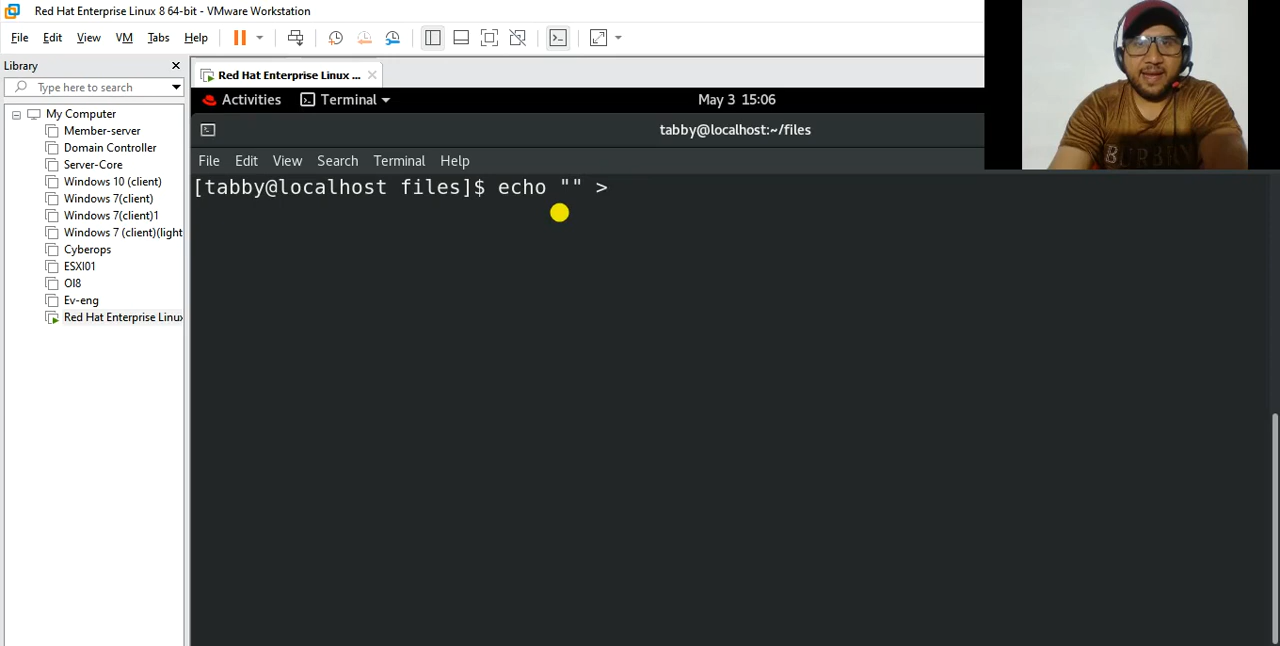 Red Hat Enterprise Linux 8 64-bit - VMware Workstation
File Edit View VM Tabs Help
Library
Type here to search
My Computer
Member-server
Domain Controller
Server-Core
Windows 10 (client)
Windows 7(client)
Windows 7(client)1
Windows 7 (client)(light
Cyberops
ESXI01
OI8
Ev-eng
Red Hat Enterprise Linux
Red Hat Enterprise Linux ...
Activities Terminal May 3 15:06
tabby@localhost:~/files
File Edit View Search Terminal Help
[tabby@localhost files]$ echo "" >